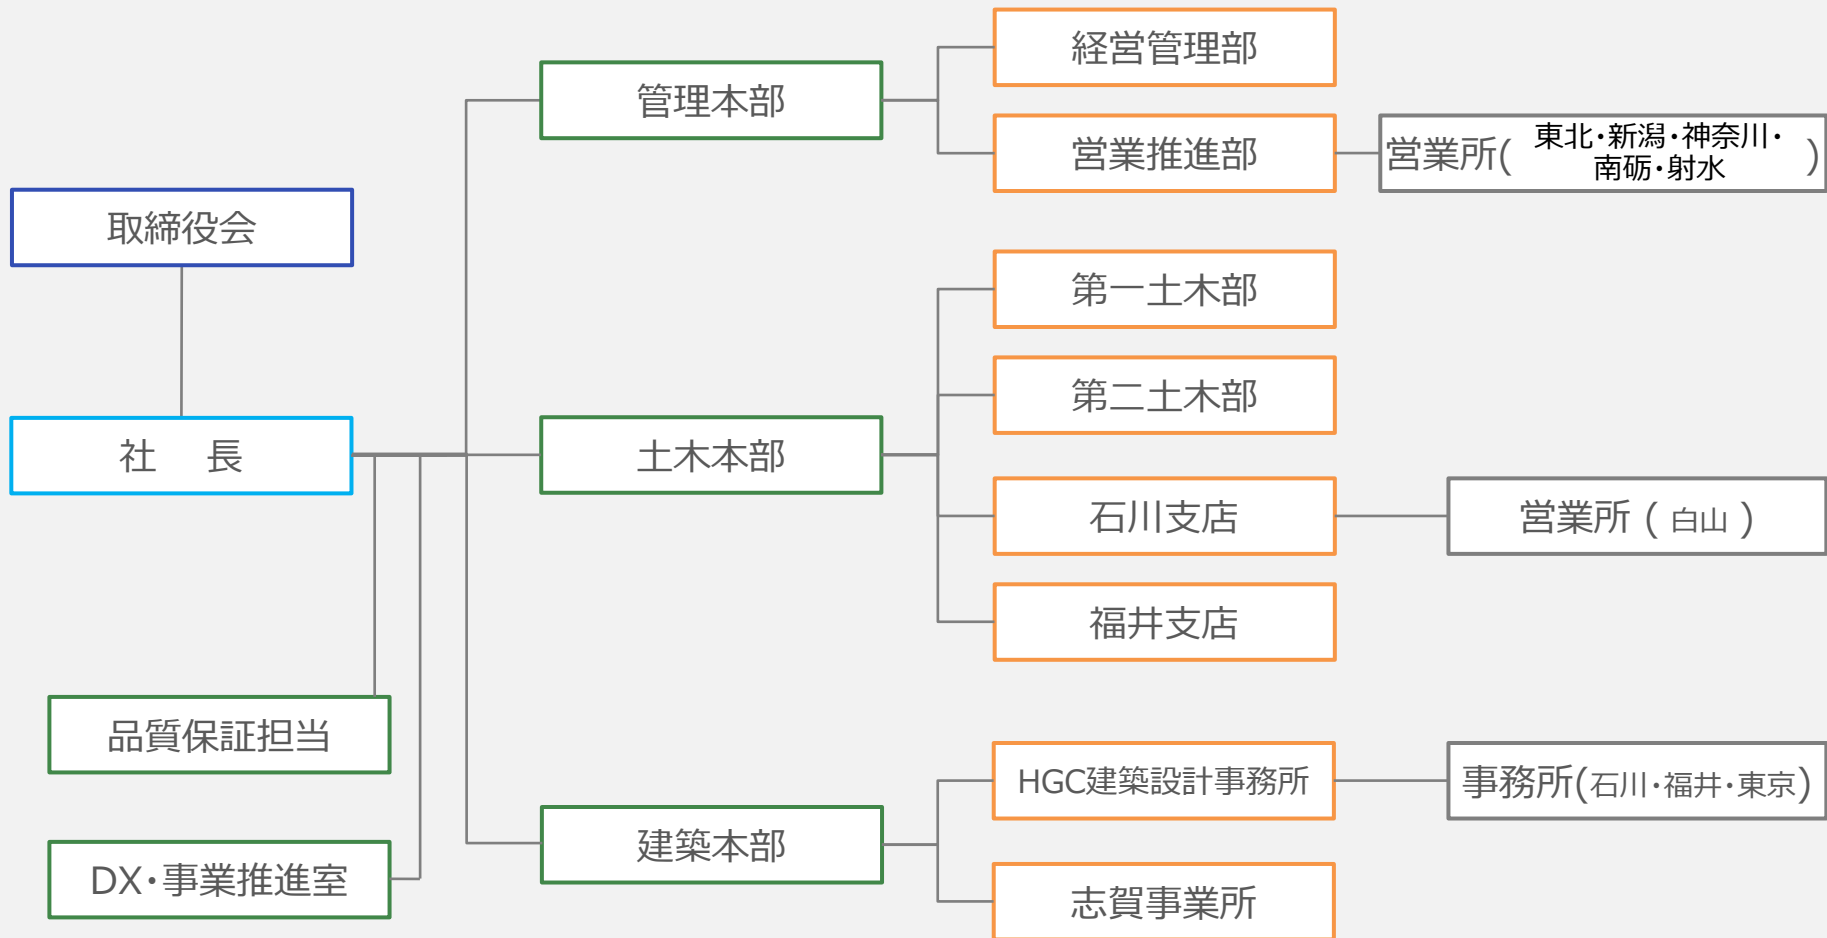 取締役会
社　長
品質保証担当
DX・事業推進室
管理本部
経営管理部
営業推進部
営業所(
東北・新潟・神奈川・
南砺・射水
)
土木本部
第一土木部
第二土木部
石川支店
営業所 ( 白山 )
福井支店
建築本部
HGC建築設計事務所
事務所(石川・福井・東京)
志賀事業所